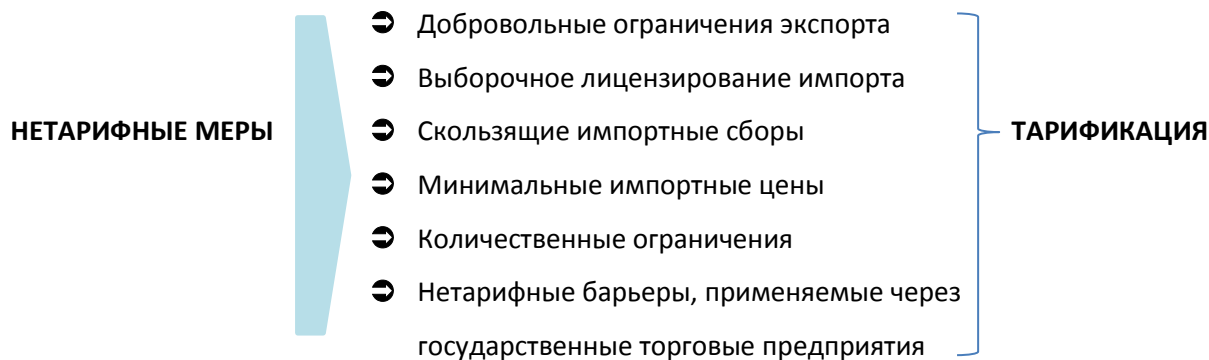 НЕТАРИФНЫЕ МЕРЫ
Добровольные ограничения экспорта
Выборочное лицензирование импорта
Скользящие импортные сборы
Минимальные импортные цены
Количественные ограничения
Нетарифные барьеры, применяемые через
государственные торговые предприятия
ТАРИФИКАЦИЯ